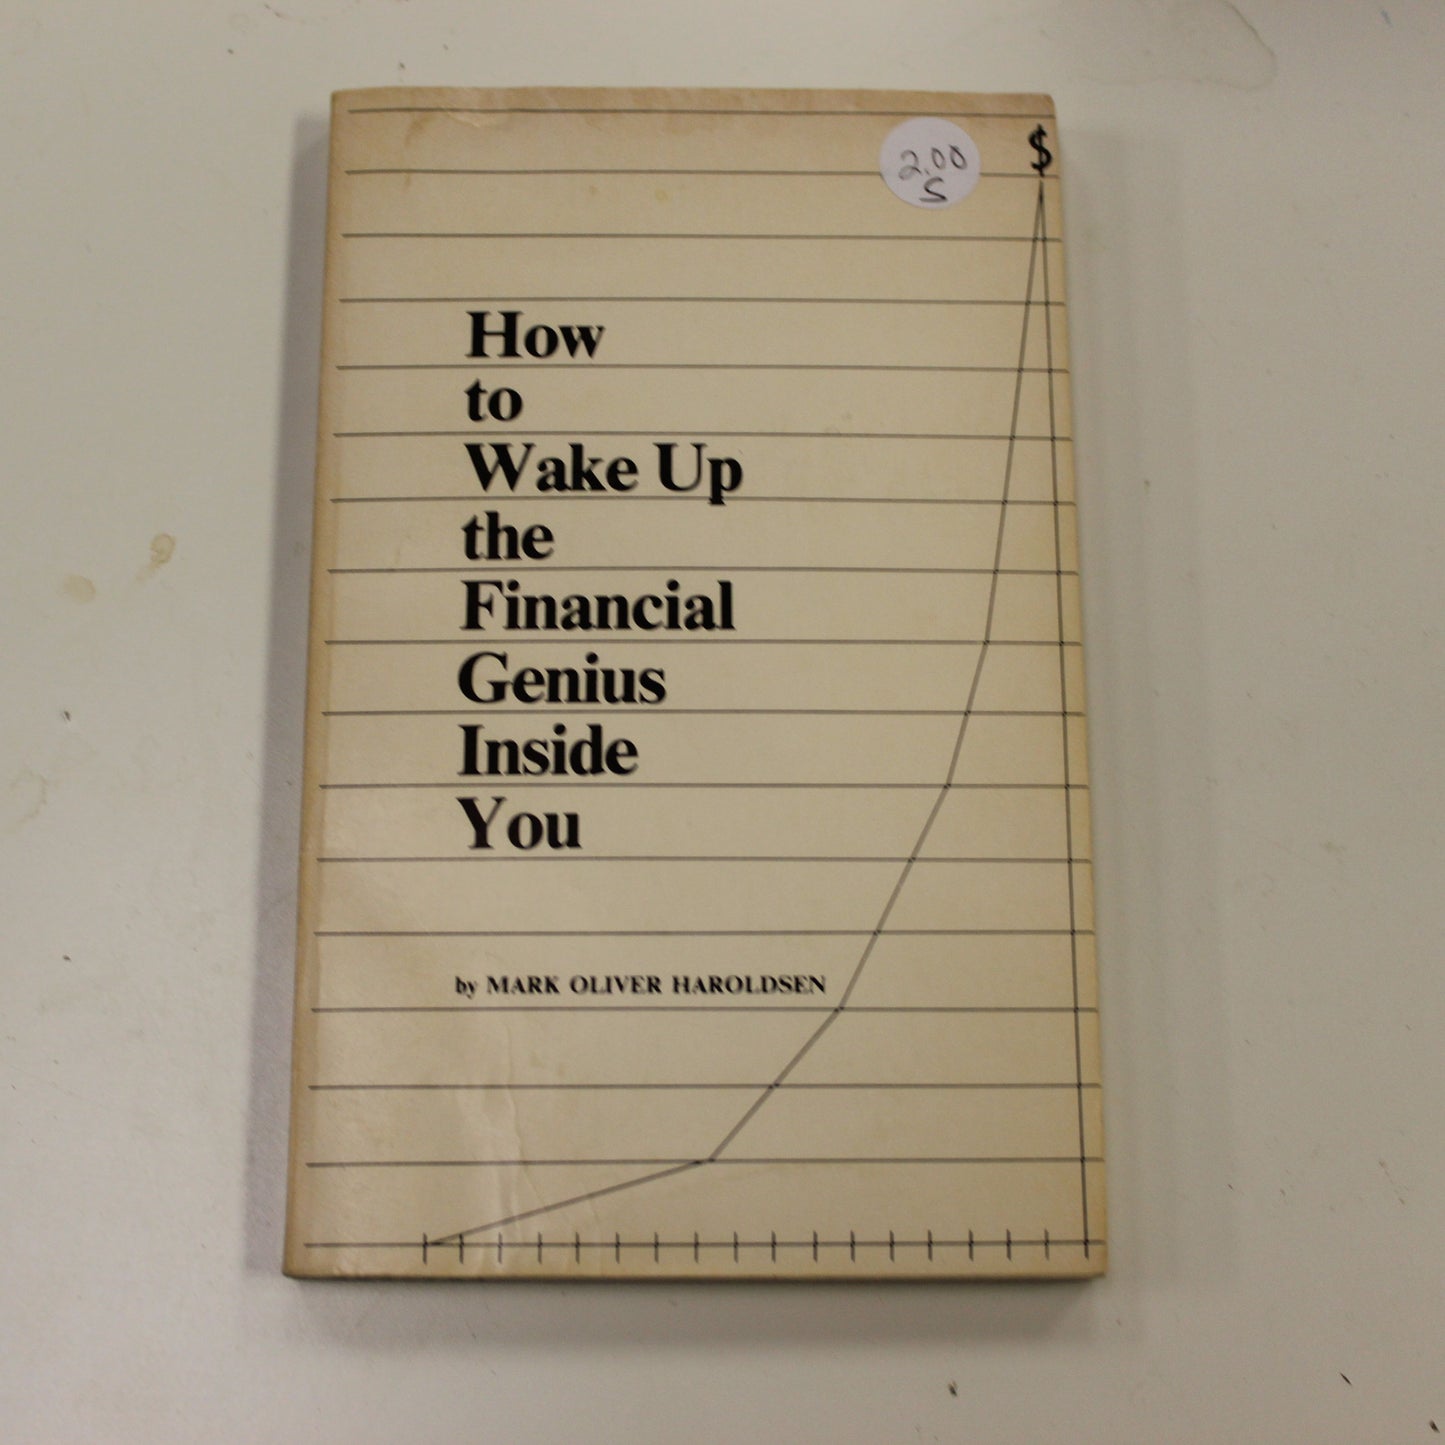 $
2.00
S
How
to
Wake Up
the
Financial
Genius
Inside
You
by MARK OLIVER HAROLDSEN